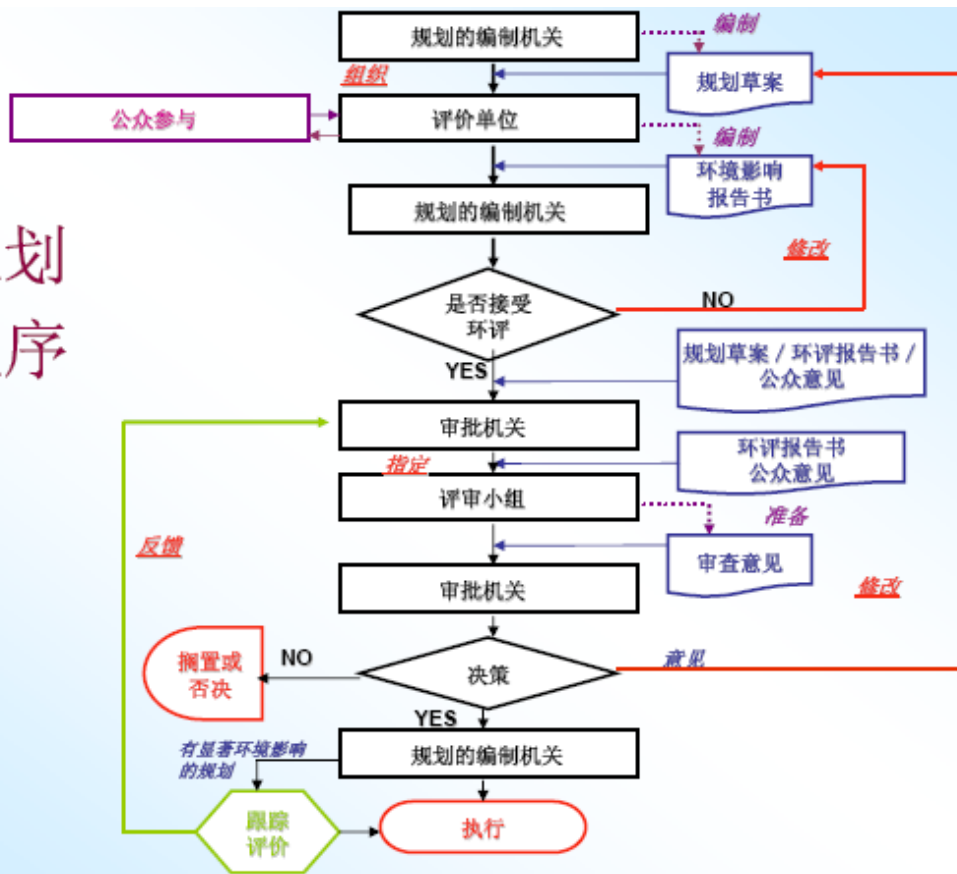 规划的编制机关
编制
组织
规划草案
公众参与
评价单位
编制
环境影响
报告书
规划的编制机关
划
序
修改
是否接受
环评
NO
YES
规划草案 / 环评报告书 /
公众意见
审批机关
指定
环评报告书
公众意见
评审小组
准备
反馈
审查意见
审批机关
修改
搁置或
否决
NO
决策
意见
YES
有显著环境影响
的规划
规划的编制机关
跟踪
评价
执行